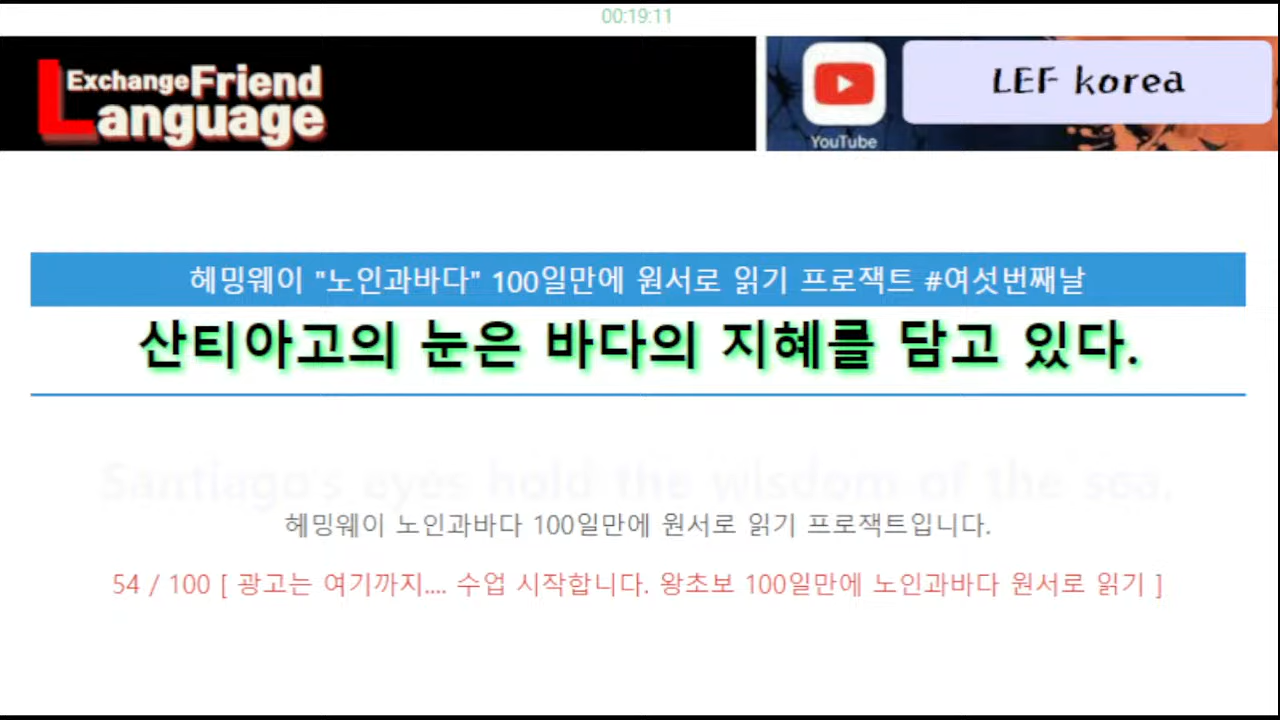 00:19:11
ExchangeFriend
Language
LEF korea
YouTube
헤밍웨이 "노인과바다" 100일만에 원서로 읽기 프로잭트 #여섯번째날
산티아고의 눈은 바다의 지혜를 담고 있다.
Santiago's eyes hold the wisdom of the sea.
헤밍웨이 노인과바다 100일만에 원서로 읽기 프로잭트입니다.
54 / 100 [ 광고는 여기까지.... 수업 시작합니다. 왕초보 100일만에 노인과바다 원서로 읽기 ]